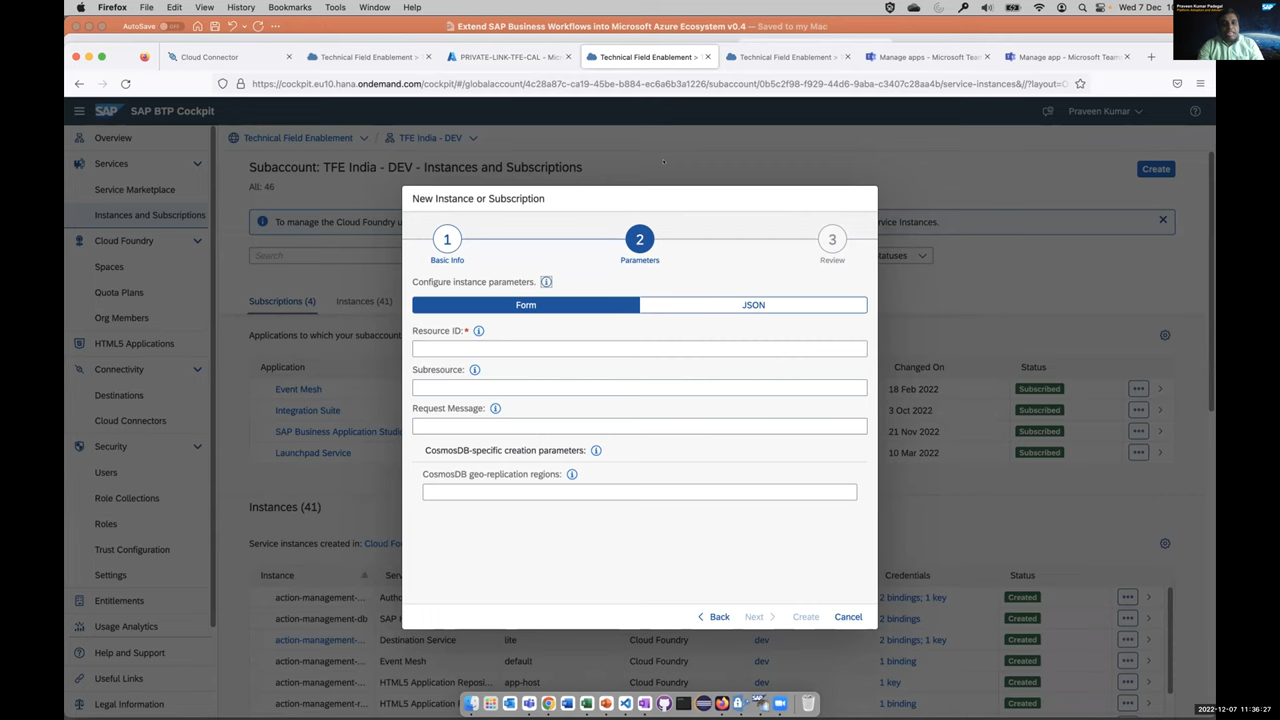 Firefox File Edit View History Bookmarks Tools Window Help
Wed 7 Dec
AutoSave
Extend SAP Business Workflows into Microsoft Azure Ecosystem v0.4 — Saved to my Mac
Praveen Kumar Padegal
SAP
Cloud Connector
Technical Field Enablement >
PRIVATE-LINK-TFE-CAL - Microso
Technical Field Enablement >
Technical Field Enablement >
Manage apps - Microsoft Team
Manage app - Microsoft Teams
https://cockpit.eu10.hana.ondemand.com/cockpit/#/globalaccount/4c28a87c-ca19-45be-b884-ec6a6b3a1226/subaccount/0b5c2f98-f929-44d6-9aba-c3407c28aa4b/service-instances&//?layout=
SAP SAP BTP Cockpit
Praveen Kumar
Overview
Services
Service Marketplace
Instances and Subscriptions
Cloud Foundry
Spaces
Quota Plans
Org Members
HTML5 Applications
Connectivity
Destinations
Cloud Connectors
Security
Users
Role Collections
Roles
Trust Configuration
Settings
Entitlements
Usage Analytics
Help and Support
Useful Links
Legal Information
Technical Field Enablement / TFE India - DEV
Subaccount: TFE India - DEV - Instances and Subscriptions
All: 46
Create
To manage the Cloud Foundry
rvice Instances.
Search
tatuses
Subscriptions (4) Instances (41)
Applications to which your subaccount
Application Changed On Status
Event Mesh 18 Feb 2022 Subscribed
Integration Suite 3 Oct 2022 Subscribed
SAP Business Application Studio 21 Nov 2022 Subscribed
Launchpad Service 10 Mar 2022 Subscribed
Instances (41)
Service instances created in: Cloud Fo
Instance Credentials Status
action-management-... 2 bindings; 1 key Created
action-management-db 2 bindings Created
action-management-... Destination Service lite Cloud Foundry dev 2 bindings; 1 key Created
action-management-... Event Mesh default Cloud Foundry dev 1 binding Created
action-management-... HTML5 Application Reposi... app-host Cloud Foundry dev 1 key Created
Created
New Instance or Subscription
1 2 3
Basic Info Parameters Review
Configure instance parameters.
Form JSON
Resource ID: *
Subresource:
Request Message:
CosmosDB-specific creation parameters:
CosmosDB geo-replication regions:
Back Next Create Cancel
2022-12-07 11:36:27